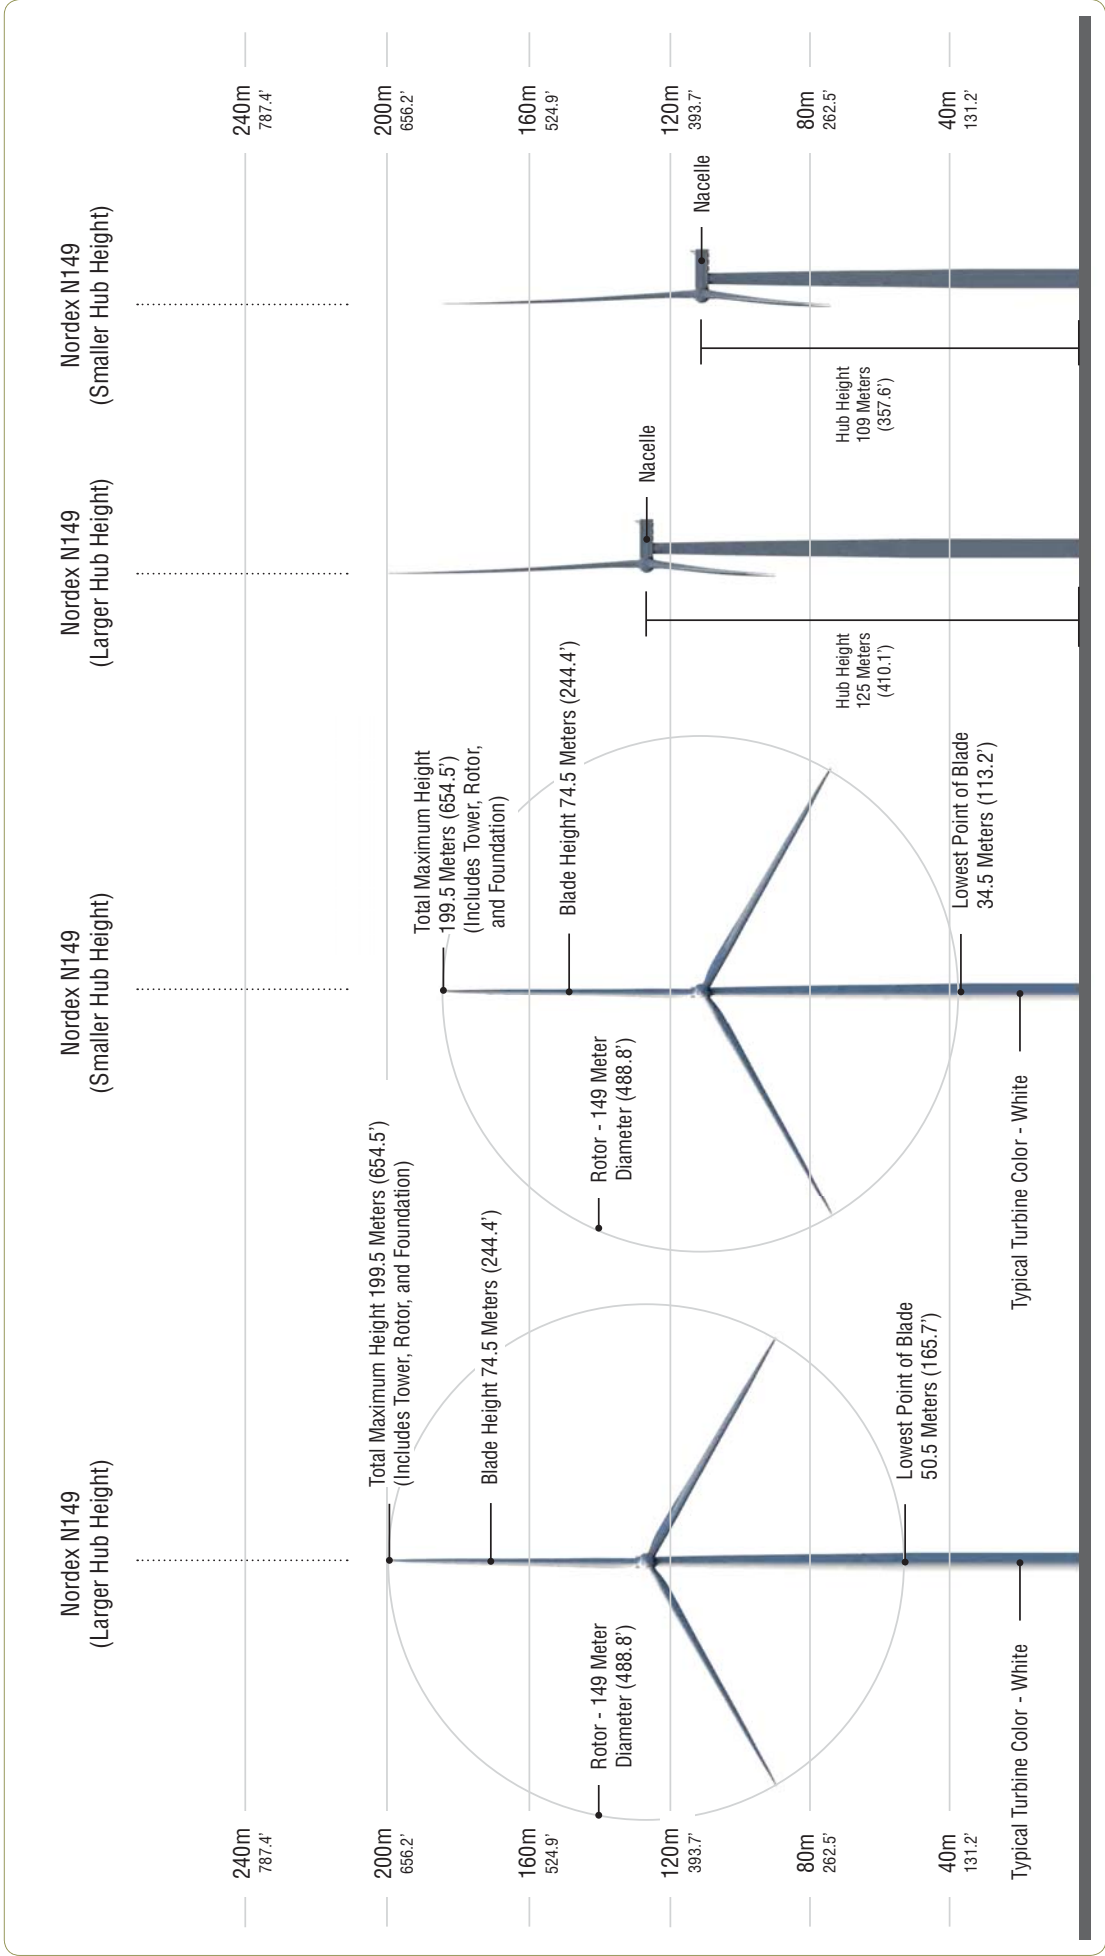 Nordex N149
(Larger Hub Height)
Nordex N149
(Smaller Hub Height)
Nordex N149
(Larger Hub Height)
Nordex N149
(Smaller Hub Height)
240m
787.4’
240m
787.4’
200m
656.2’
200m
656.2’
160m
524.9’
160m
524.9’
120m
393.7’
120m
393.7’
80m
262.5’
80m
262.5’
40m
131.2’
40m
131.2’
Total Maximum Height 199.5 Meters (654.5’)
(Includes Tower, Rotor, and Foundation)
Blade Height 74.5 Meters (244.4’)
Rotor - 149 Meter
Diameter (488.8’)
Lowest Point of Blade
50.5 Meters (165.7’)
Typical Turbine Color - White
Total Maximum Height
199.5 Meters (654.5’)
(Includes Tower, Rotor,
and Foundation)
Blade Height 74.5 Meters (244.4’)
Rotor - 149 Meter
Diameter (488.8’)
Lowest Point of Blade
34.5 Meters (113.2’)
Typical Turbine Color - White
Nacelle
Hub Height
125 Meters
(410.1’)
Nacelle
Hub Height
109 Meters
(357.6’)